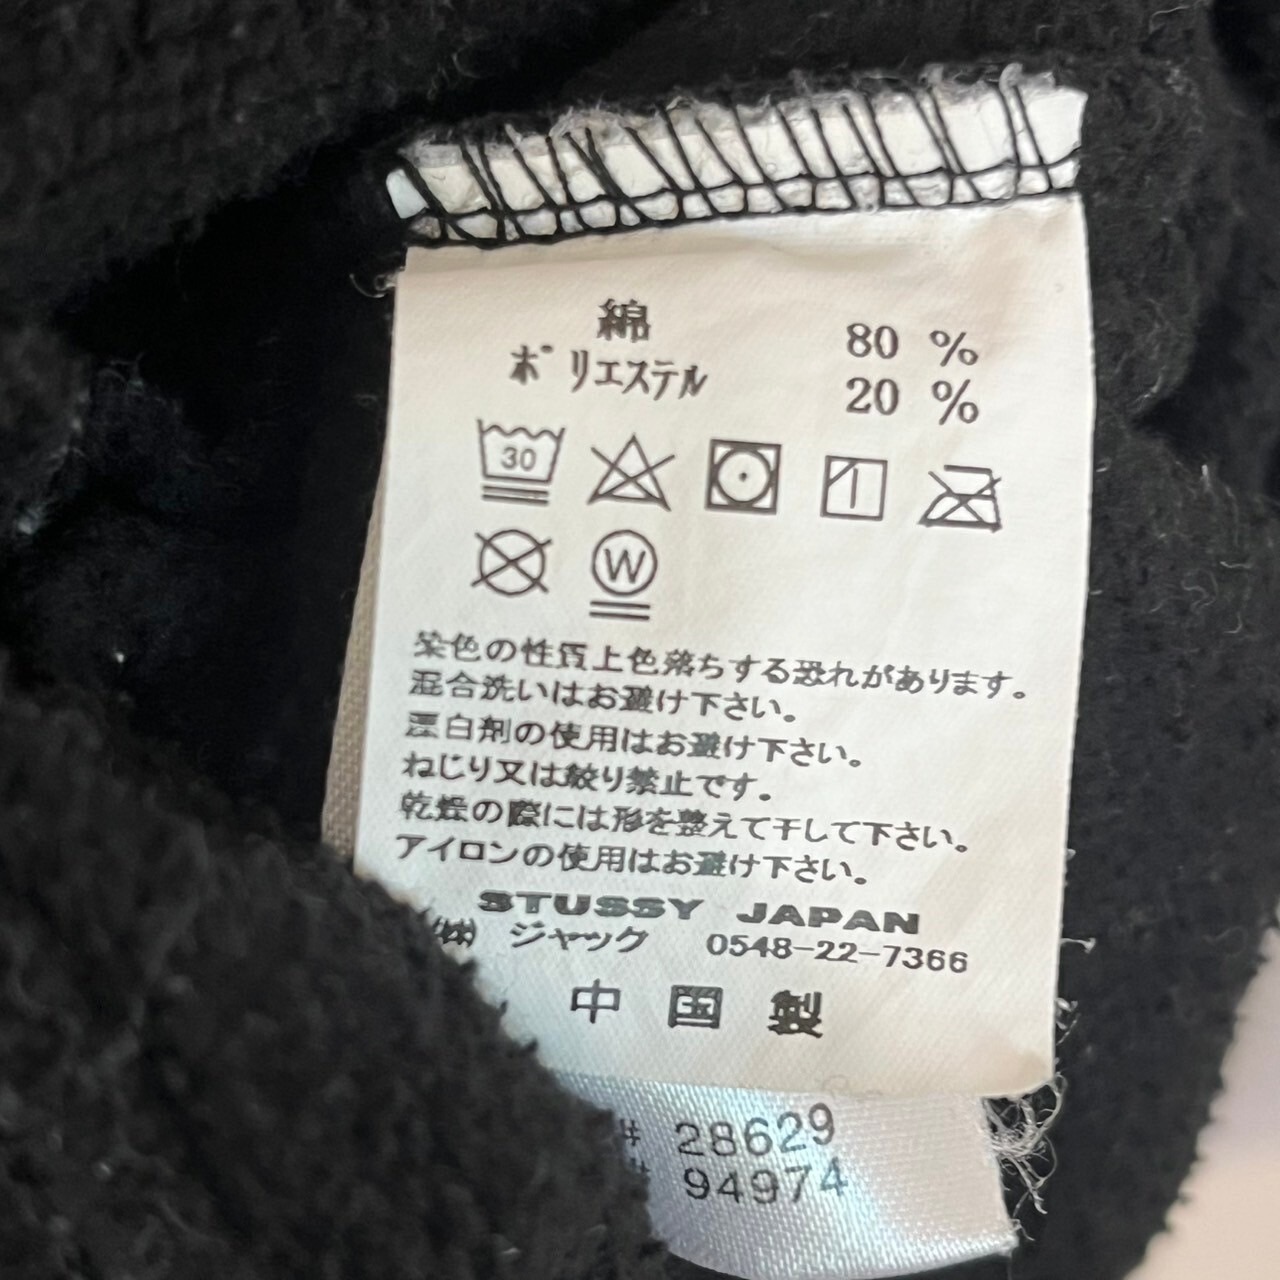 綿 80 %
ポリエステル 20 %
30
W
染色の性質上色落ちする恐れがあります。
混合洗いはお避け下さい。
漂白剤の使用はお避け下さい。
ねじり又は絞り禁止です。
乾燥の際には形を整えて干して下さい。
アイロンの使用はお避け下さい。
STUSSY JAPAN
㈱ ジャック 0548-22-7366
中国製
# 28629
# 94974